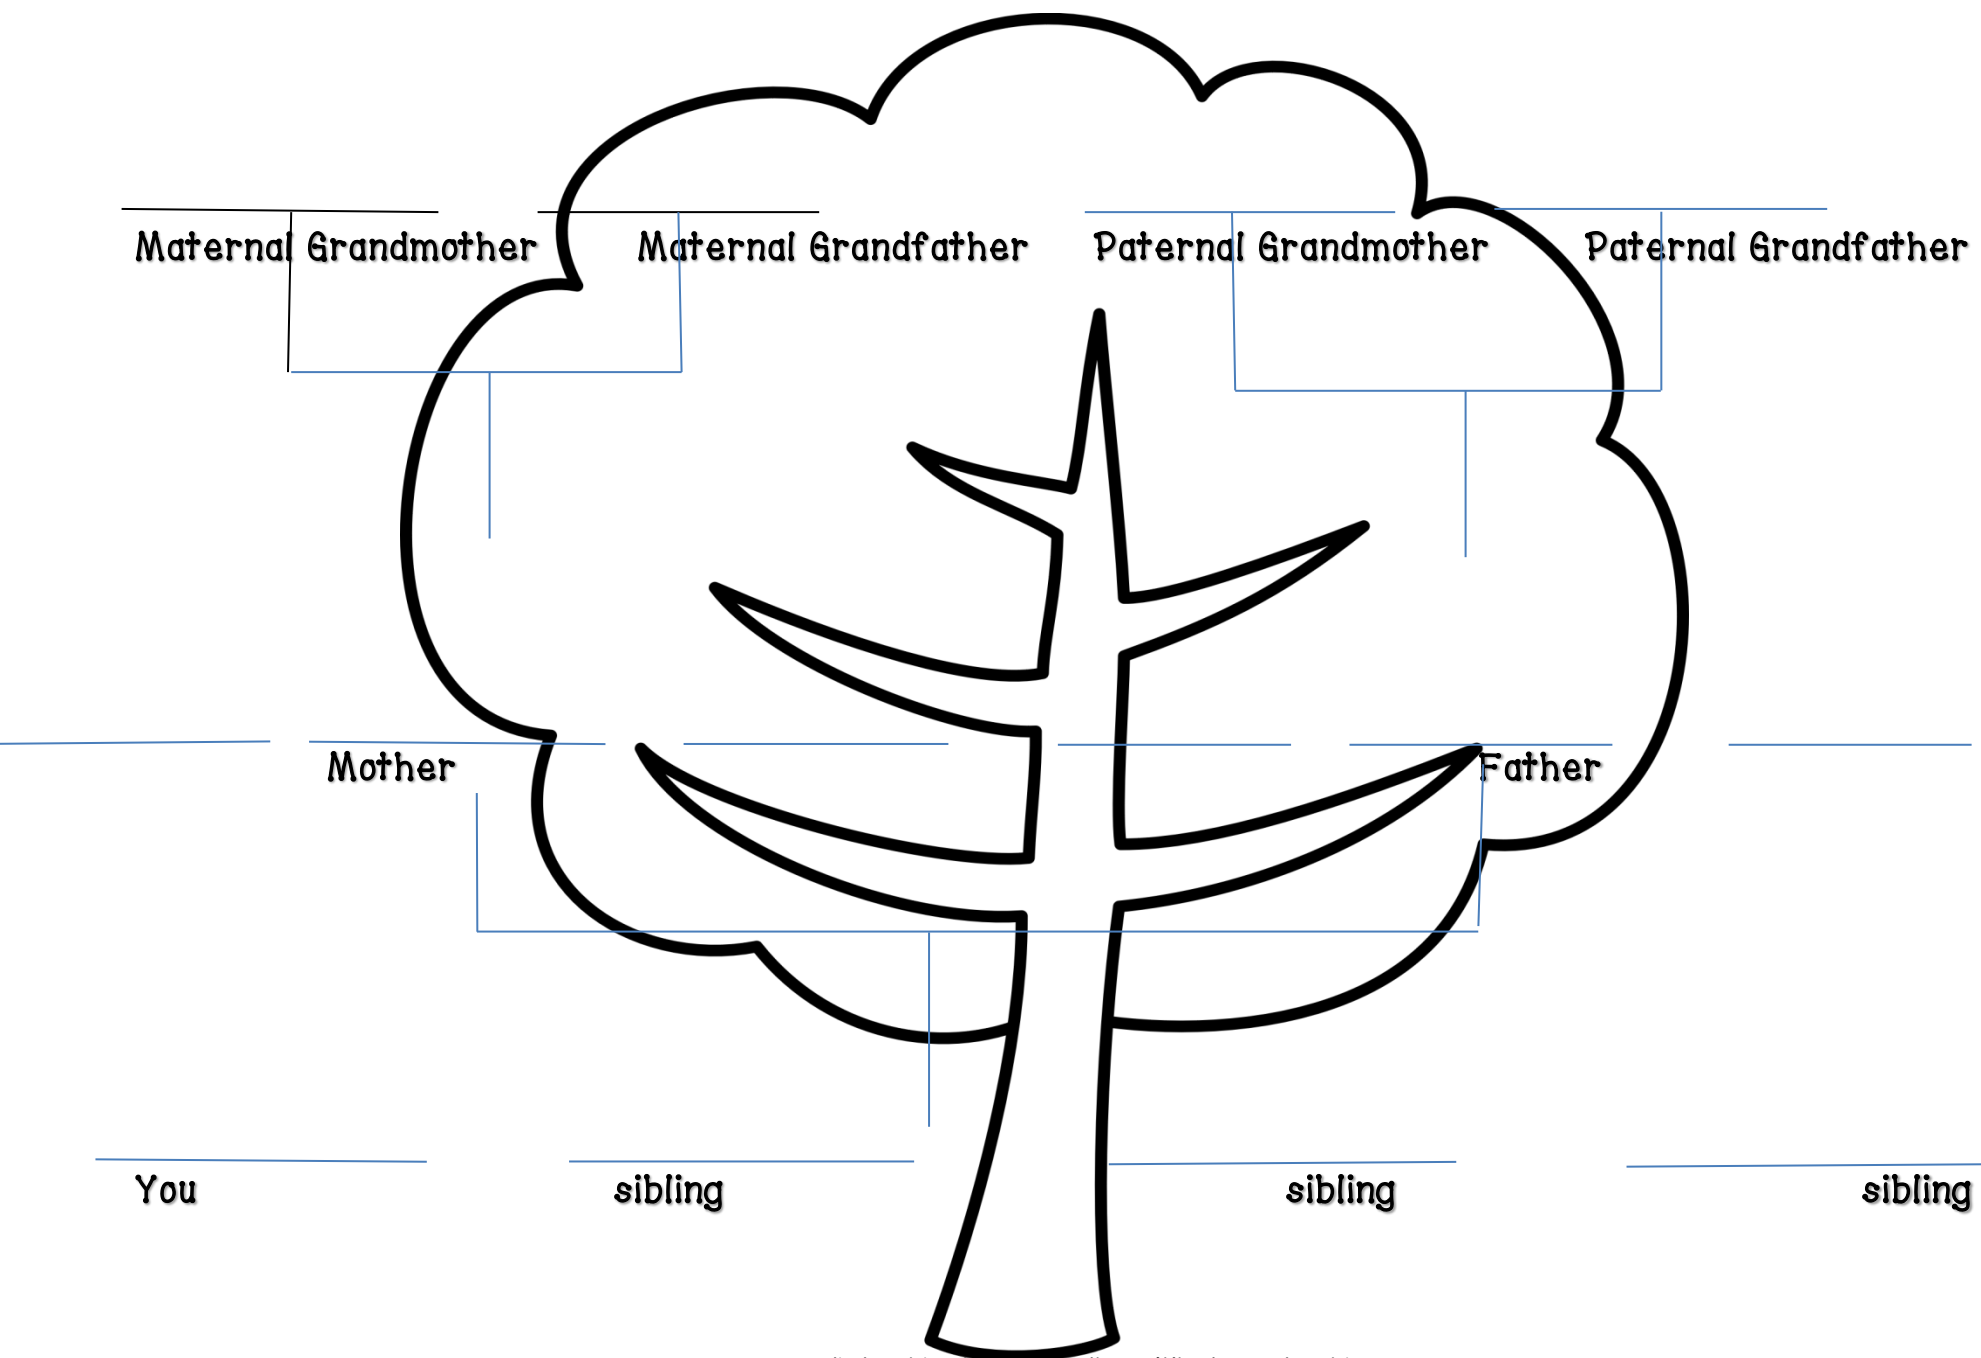 Maternal Grandmother Maternal Grandfather Paternal Grandmother Paternal Grandfather
Mother Father
You sibling sibling sibling